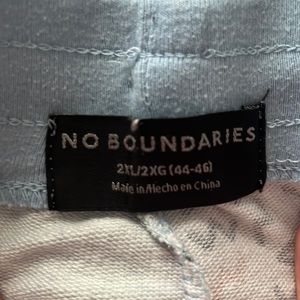 NO BOUNDARIES
2XL/2XG (44-46)
Made in/Hecho en China